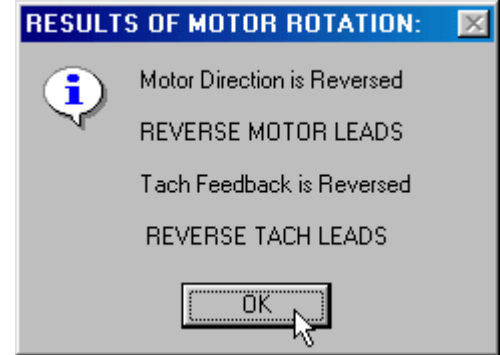 RESULTS OF MOTOR ROTATION:
Motor Direction is Reversed
REVERSE MOTOR LEADS
Tach Feedback is Reversed
REVERSE TACH LEADS
OK